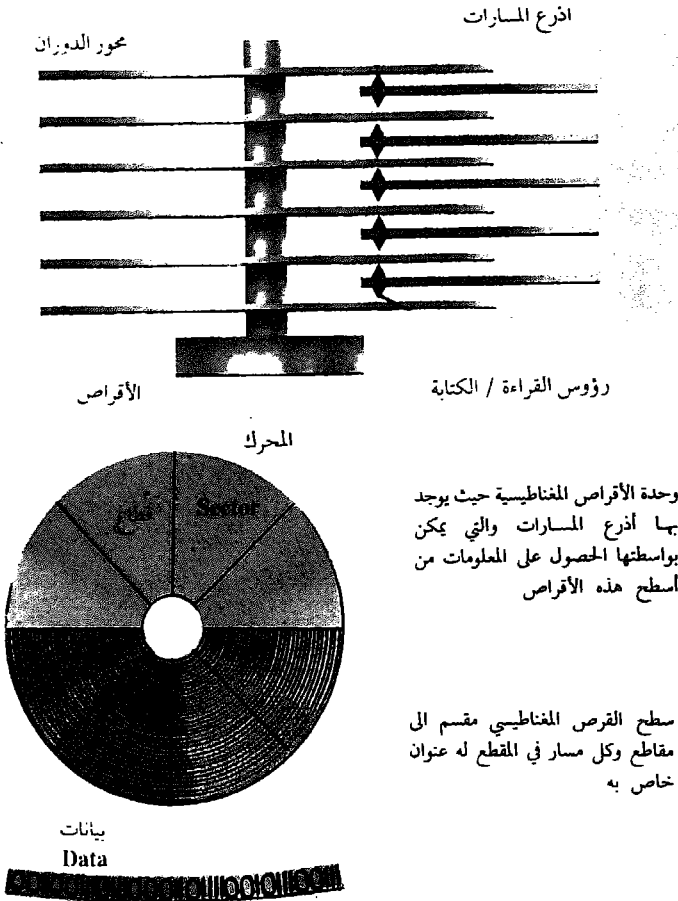 اذرع المسارات
محور الدوران
رؤوس القراءة / الكتابة
الأقراص
المحرك
قطاع
Sector
وحدة الأقراص المغناطيسية حيث يوجد
بها أذرع المسارات والتي يمكن
بواسطتها الحصول على المعلومات من
أسطح هذه الأقراص
سطح القرص المغناطيسي مقسم الى
مقاطع وكل مسار في المقطع له عنوان
خاص به
بيانات
Data